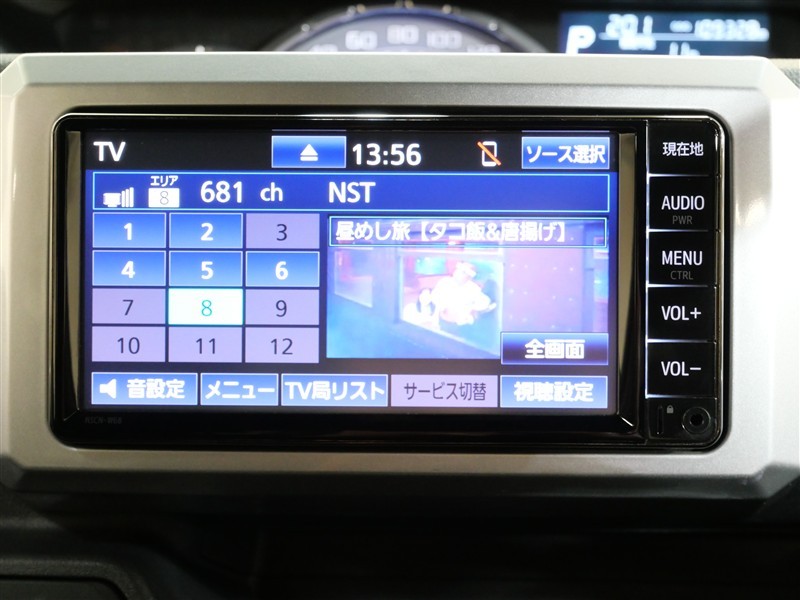 60 80 100
P
TV 13:56 ソース選択
エリア
8 681 ch NST
1 2 3
4 5 6
7 8 9
10 11 12
昼めし旅【タコ飯&唐揚げ】
全画面
音設定 メニュー TV局リスト サービス切替 視聴設定
現在地
AUDIO
PWR
MENU
CTRL
VOL+
VOL-